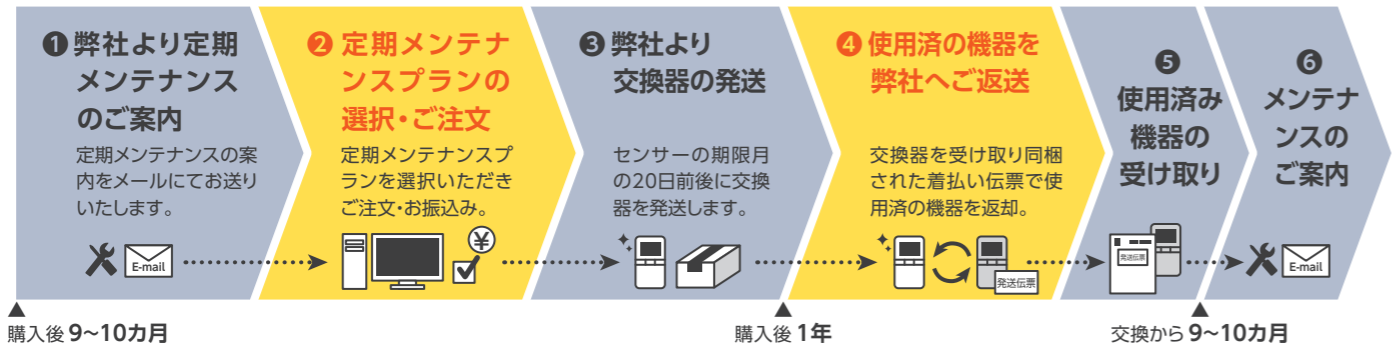 ❶弊社より定期
メンテナンス
のご案内
定期メンテナンスの案
内をメールにてお送り
いたします。
E-mail
❷定期メンテナ
ンスプランの
選択・ご注文
定期メンテナンスプ
ランを選択いただき
ご注文・お振込み。
¥
❸弊社より
交換器の発送
センサーの期限月
の20日前後に交換
器を発送します。
❹使用済の機器を
弊社へご返送
交換器を受け取り同梱
された着払い伝票で使
用済の機器を返却。
発送伝票
❺
使用済み
機器の
受け取り
発送伝票
❻
メンテナ
ンスの
ご案内
E-mail
購入後 9~10カ月
購入後 1年
交換から 9~10カ月